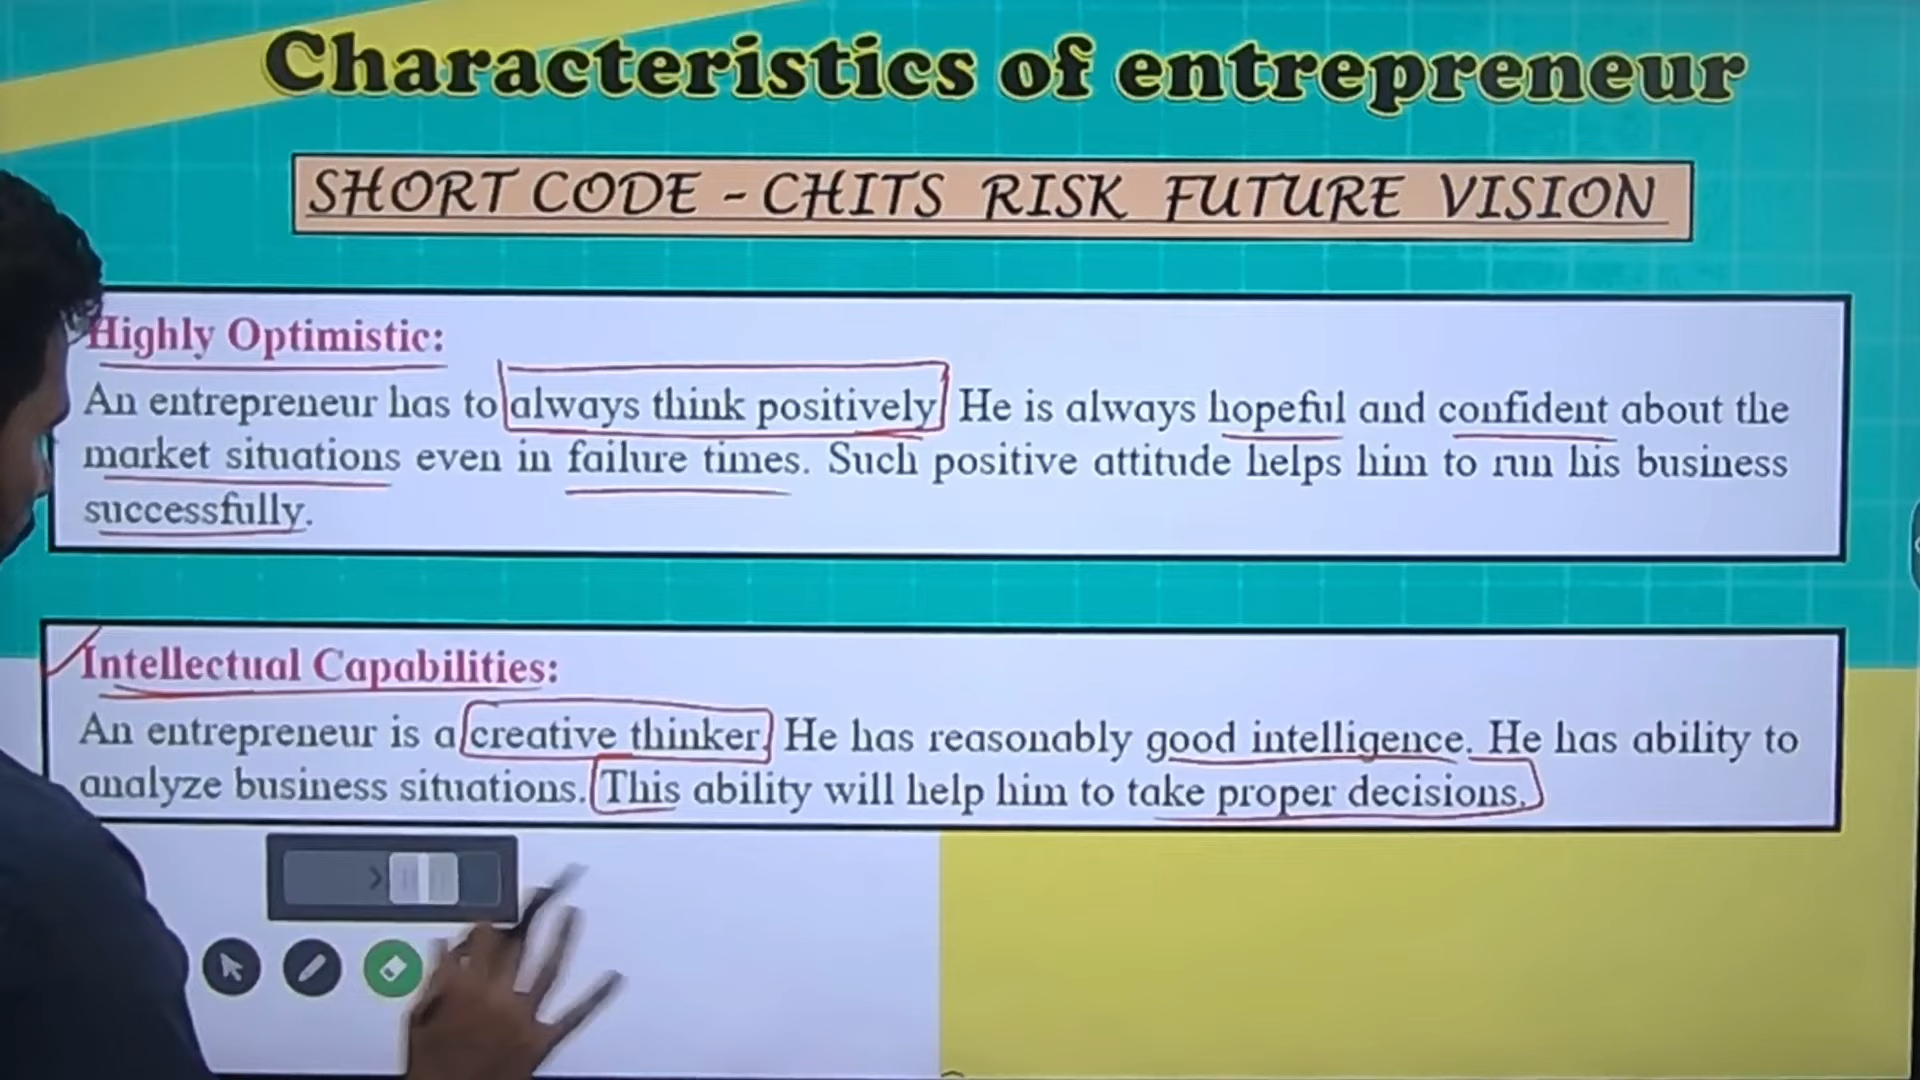 Characteristics of entrepreneur
SHORT CODE - CHITS RISK FUTURE VISION
Highly Optimistic:
An entrepreneur has to always think positively. He is always hopeful and confident about the
market situations even in failure times. Such positive attitude helps him to run his business
successfully.
Intellectual Capabilities:
An entrepreneur is a creative thinker. He has reasonably good intelligence. He has ability to
analyze business situations. This ability will help him to take proper decisions.